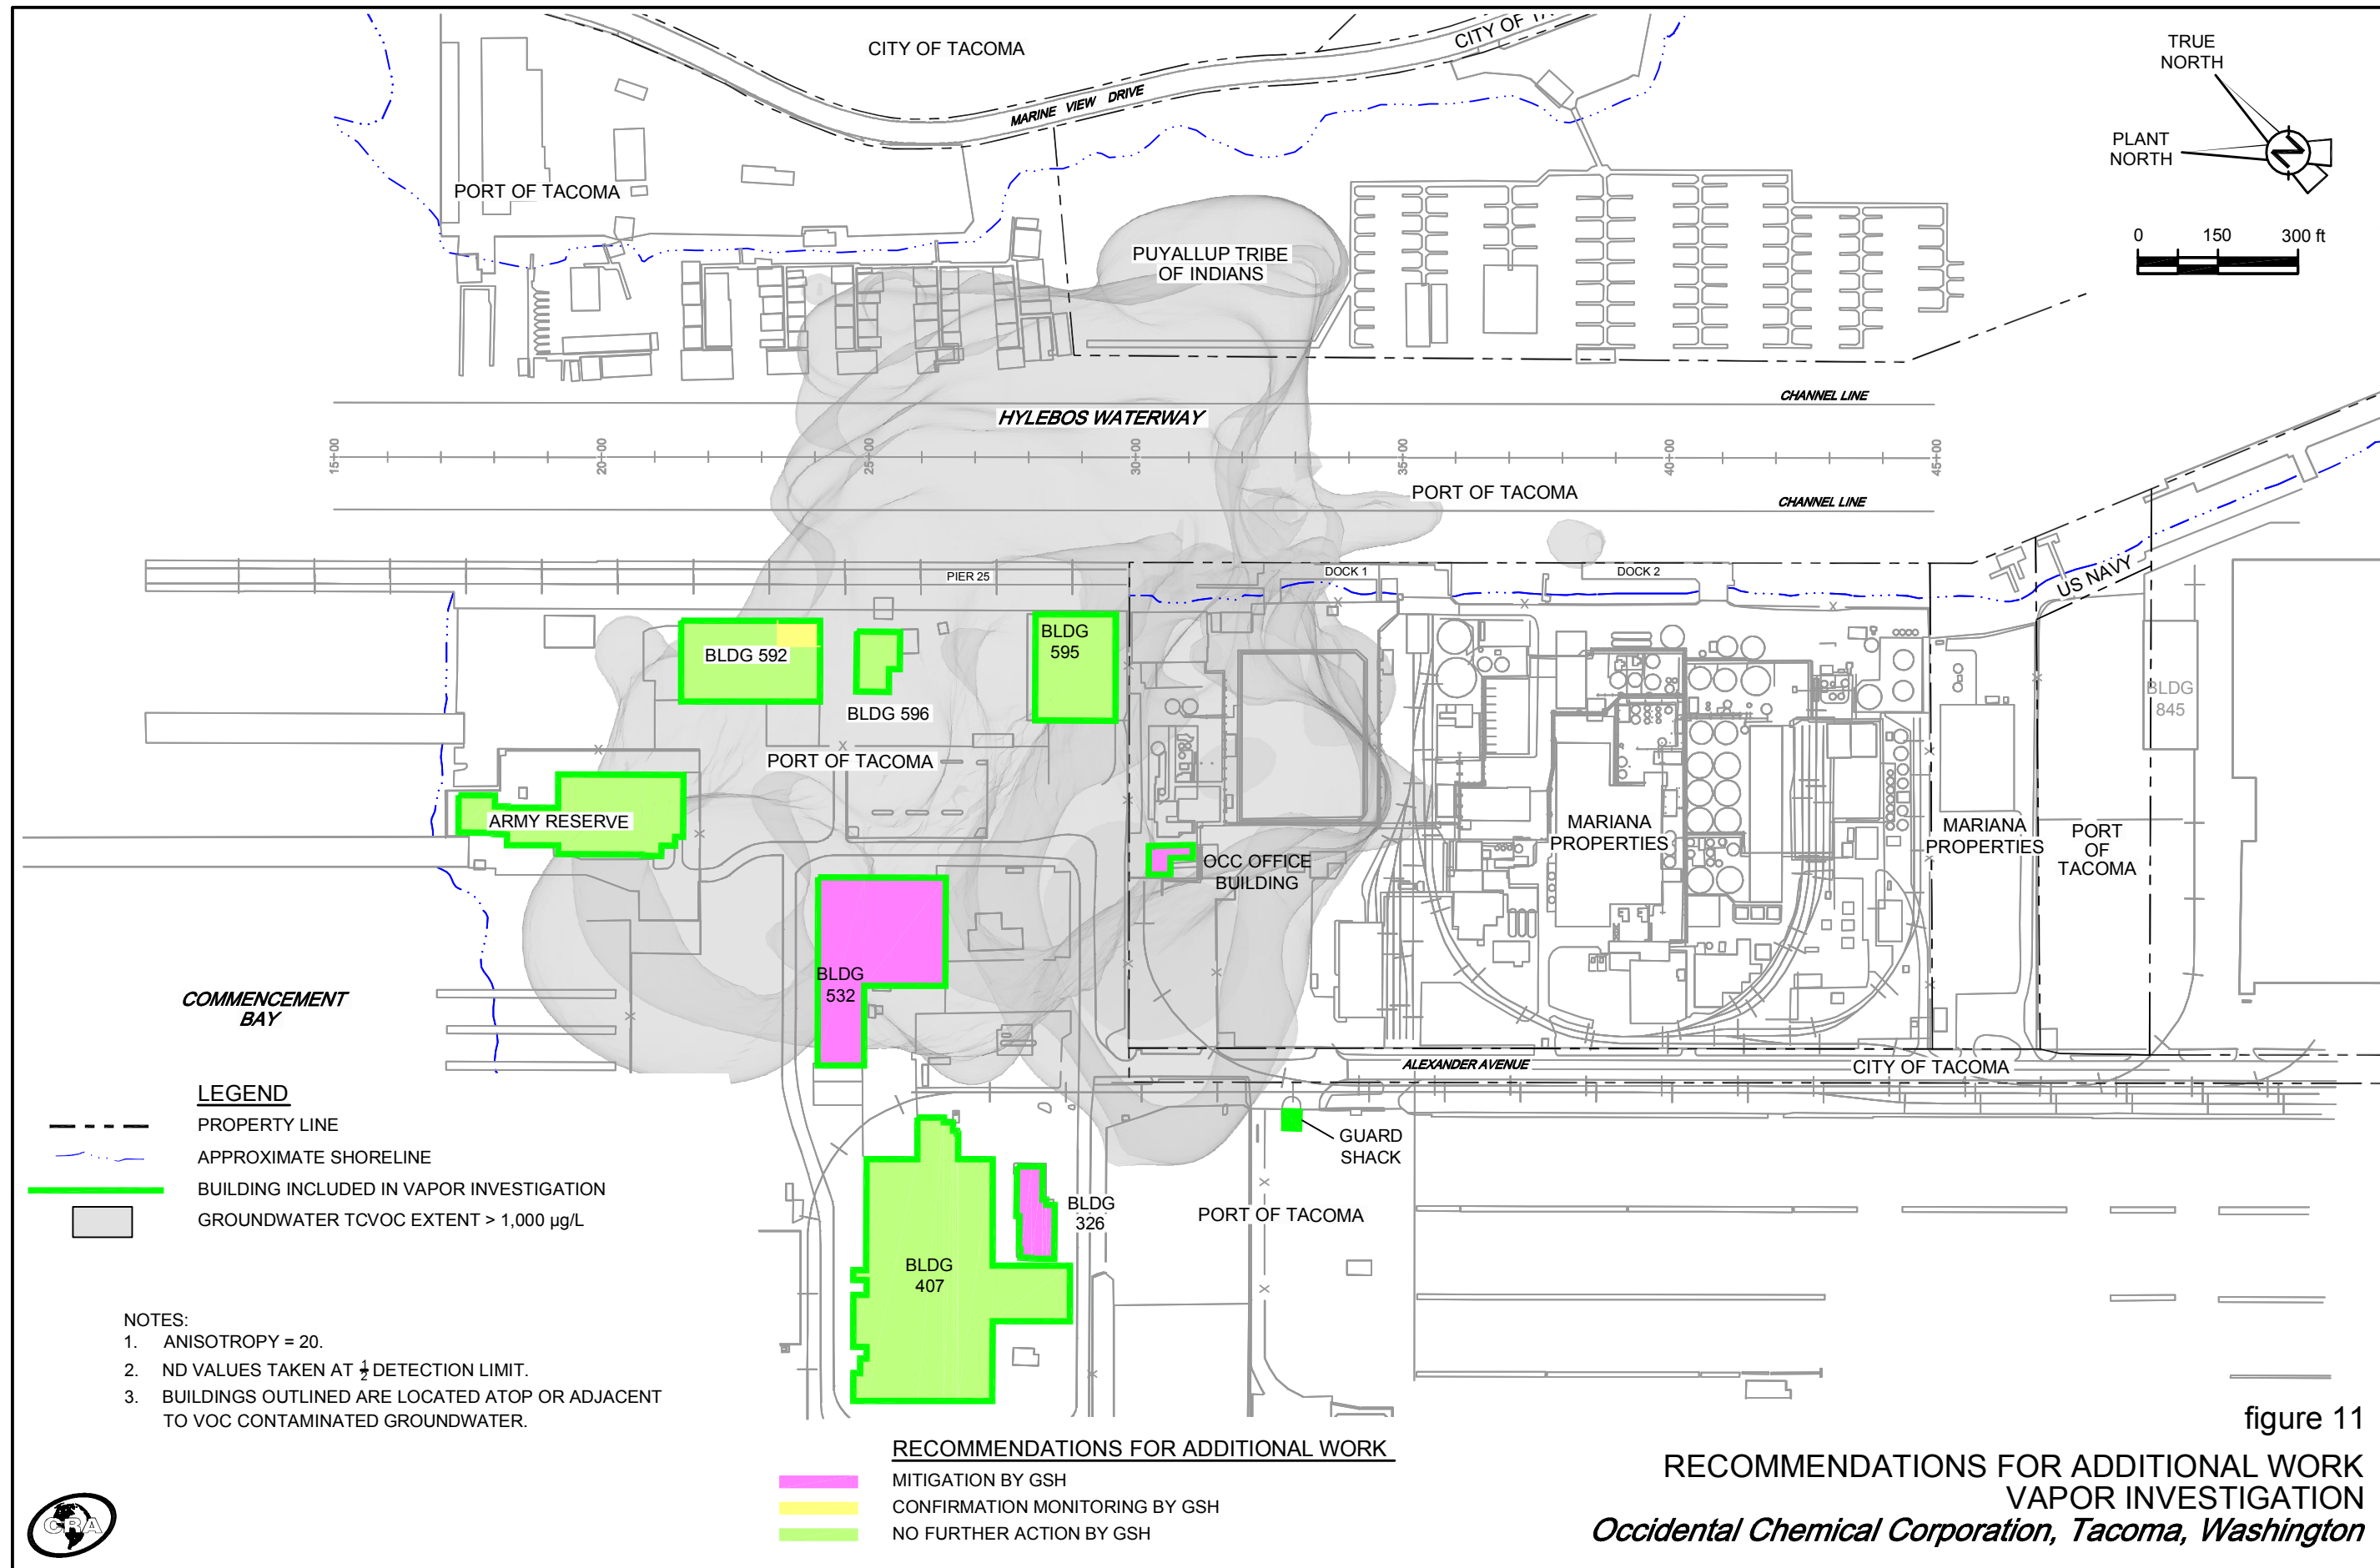 CITY OF TACOMA
CITY OF
TRUE
NORTH
PLANT
NORTH
N
MARINE VIEW DRIVE
PORT OF TACOMA
PUYALLUP TRIBE
OF INDIANS
0 150 300 ft
CHANNEL LINE
HYLEBOS WATERWAY
15+00 20+00 25+00 30+00 35+00 40+00 45+00
PORT OF TACOMA
CHANNEL LINE
PIER 25
DOCK 1
DOCK 2
US NAVY
BLDG 592
BLDG 596
BLDG
595
BLDG
845
PORT OF TACOMA
ARMY RESERVE
MARIANA
PROPERTIES
MARIANA
PROPERTIES
PORT
OF
TACOMA
OCC OFFICE
BUILDING
BLDG
532
COMMENCEMENT
BAY
ALEXANDER AVENUE
CITY OF TACOMA
GUARD
SHACK
BLDG
326
PORT OF TACOMA
BLDG
407
LEGEND
PROPERTY LINE
APPROXIMATE SHORELINE
BUILDING INCLUDED IN VAPOR INVESTIGATION
GROUNDWATER TCVOC EXTENT > 1,000 µg/L
NOTES:
1. ANISOTROPY = 20.
2. ND VALUES TAKEN AT ½ DETECTION LIMIT.
3. BUILDINGS OUTLINED ARE LOCATED ATOP OR ADJACENT
TO VOC CONTAMINATED GROUNDWATER.
RECOMMENDATIONS FOR ADDITIONAL WORK
MITIGATION BY GSH
CONFIRMATION MONITORING BY GSH
NO FURTHER ACTION BY GSH
CRA
figure 11
RECOMMENDATIONS FOR ADDITIONAL WORK
VAPOR INVESTIGATION
Occidental Chemical Corporation, Tacoma, Washington